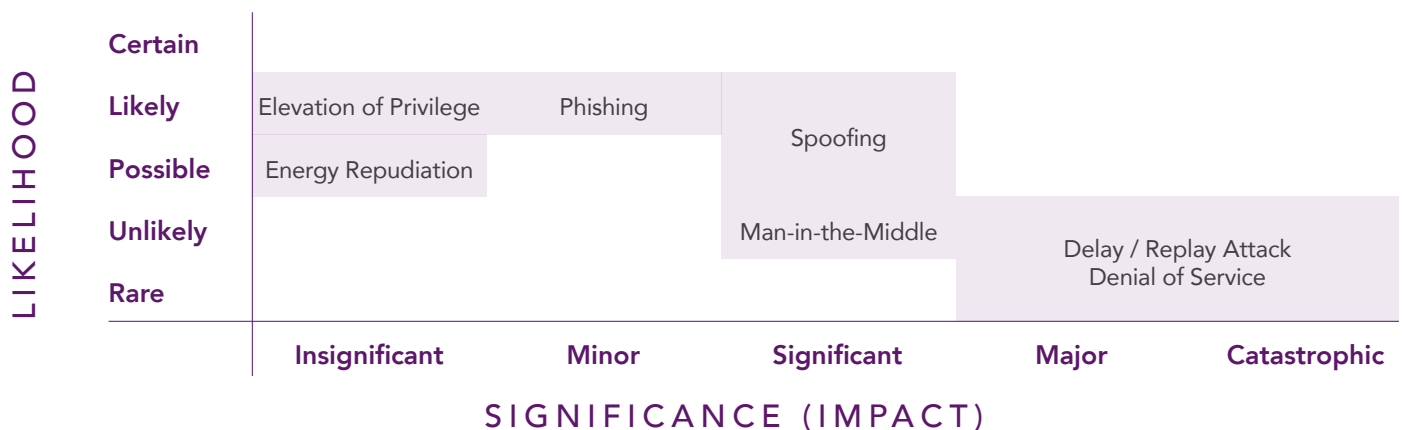 LIKELIHOOD
Certain
Likely
Elevation of Privilege
Phishing
Spoofing
Possible
Energy Repudiation
Unlikely
Man-in-the-Middle
Delay / Replay Attack
Denial of Service
Rare
Insignificant
Minor
Significant
Major
Catastrophic
SIGNIFICANCE (IMPACT)